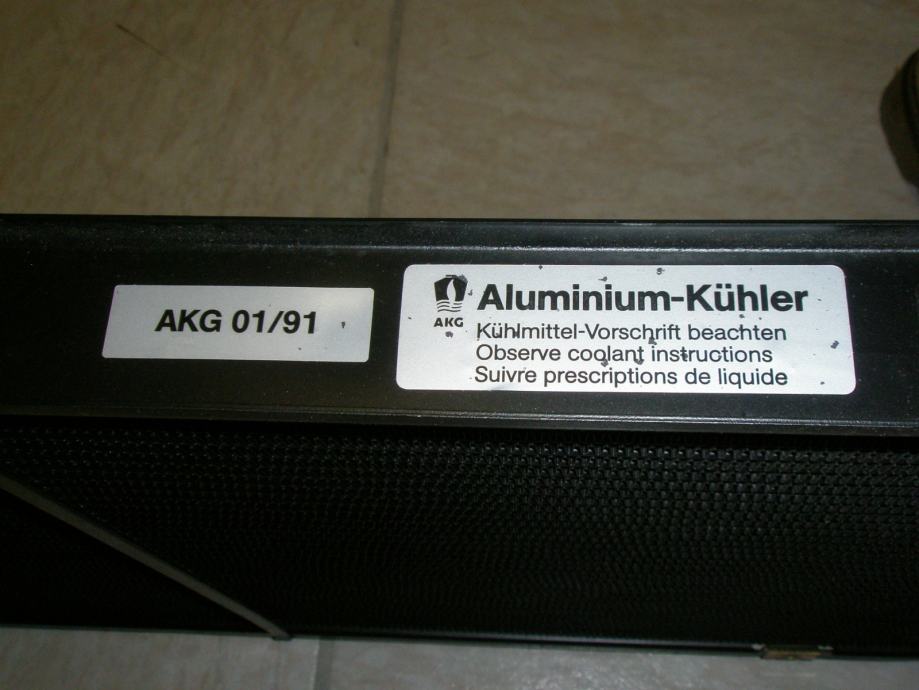 AKG 01/91
AKG
Aluminium-Kühler
Kühlmittel-Vorschrift beachten
Observe coolant instructions
Suivre prescriptions de liquide